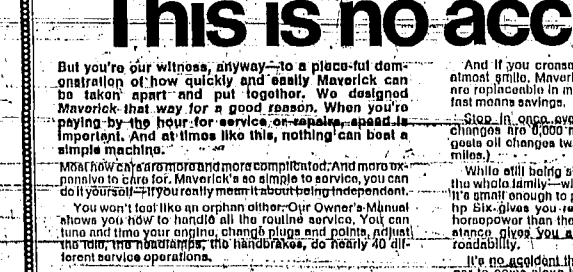 This is no acc
But you're our witness, anyway—to a piece-ful dem-
onstration of how quickly and easily Maverick can
be taken apart and put together. We designed
Maverick that way for a good reason. When you're
paying by the hour for service or repairs, speed is
important. And at times like this, nothing can beat a
simple machine.
Most new cars are more and more complicated. And more ex-
pensive to care for. Maverick's so simple to service, you can
do it yourself—if you really mean it about being independent.
You won't feel like an orphan either. Our Owner's Manual
shows you how to handle all the routine service. You can
tune and time your engine, change plugs and points, adjust
the idle, the headlamps, the handbrakes, do nearly 40 dif-
ferent service operations.
And if you crease
almost smile. Maveri
are replaceable in m
fast means savings.
Stop in once eve
changes are 6,000 m
gests oil changes tw
miles.)
While still being s
the whole family—wi
It's small enough to
hp Six gives you
horsepower than the
stance gives you a
roadability.
It's no accident th